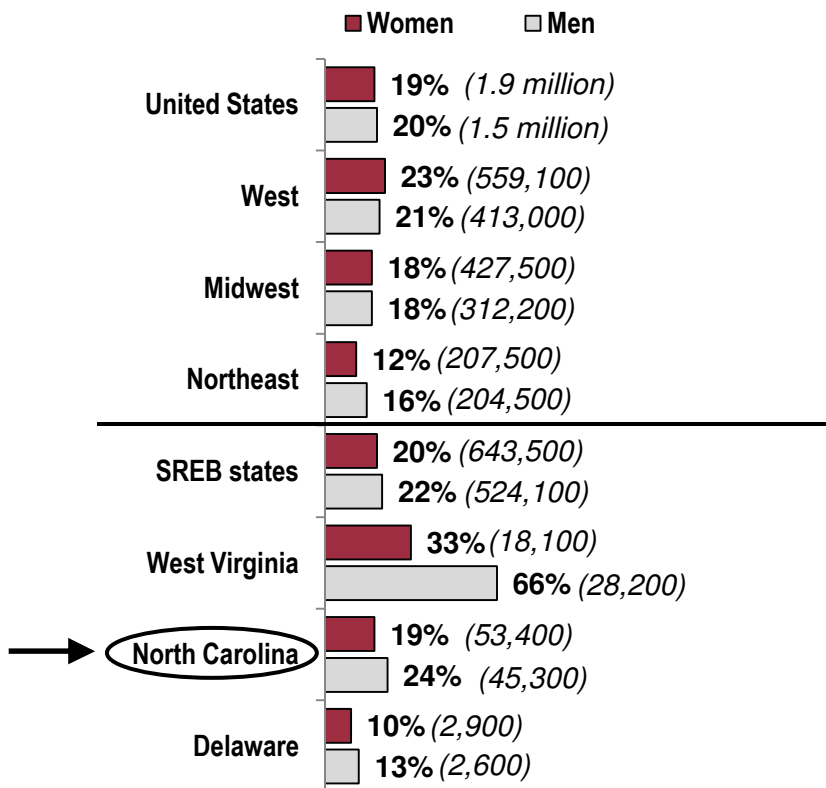 Women Men
United States
19% (1.9 million)
20% (1.5 million)
West
23% (559,100)
21% (413,000)
Midwest
18% (427,500)
18% (312,200)
Northeast
12% (207,500)
16% (204,500)
SREB states
20% (643,500)
22% (524,100)
West Virginia
33% (18,100)
66% (28,200)
North Carolina
19% (53,400)
24% (45,300)
Delaware
10% (2,900)
13% (2,600)